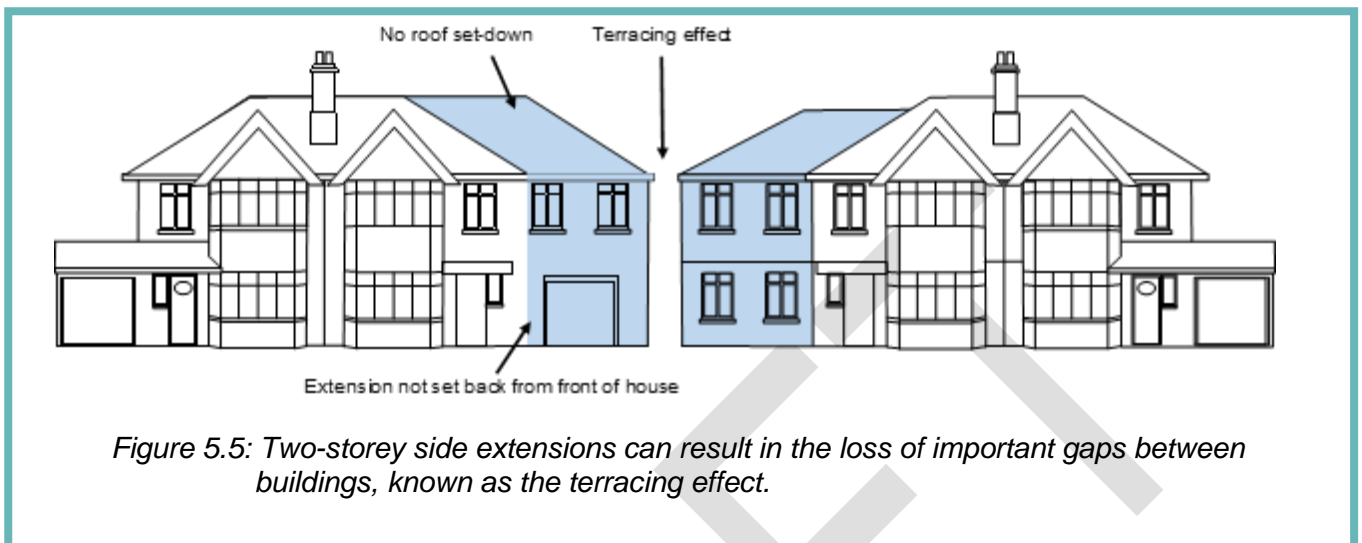 No roof set-down
Terracing effect
Extension not set back from front of house
Figure 5.5: Two-storey side extensions can result in the loss of important gaps between
buildings, known as the terracing effect.